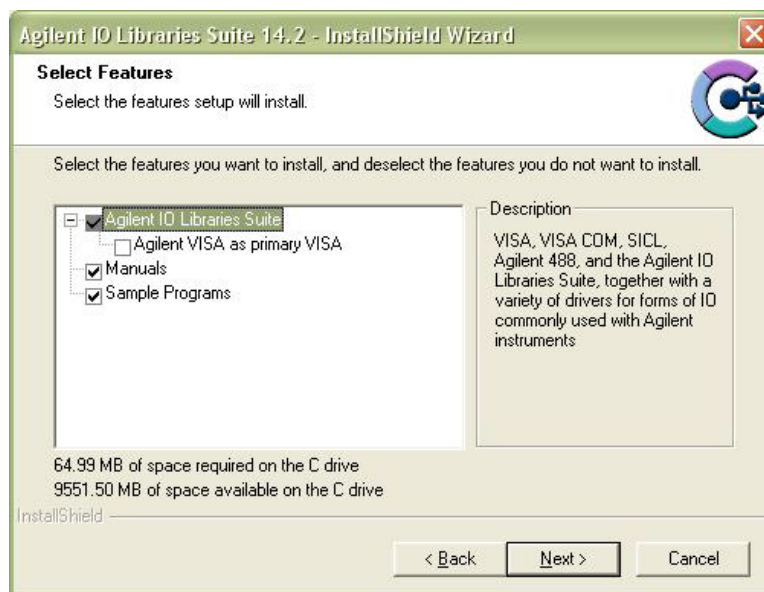 Agilent IO Libraries Suite 14.2 - InstallShield Wizard
Select Features
Select the features setup will install.
Select the features you want to install, and deselect the features you do not want to install.
Agilent IO Libraries Suite
Agilent VISA as primary VISA
Manuals
Sample Programs
Description
VISA, VISA COM, SICL,
Agilent 488, and the Agilent IO
Libraries Suite, together with a
variety of drivers for forms of IO
commonly used with Agilent
instruments
64.99 MB of space required on the C drive
9551.50 MB of space available on the C drive
InstallShield
< Back
Next >
Cancel